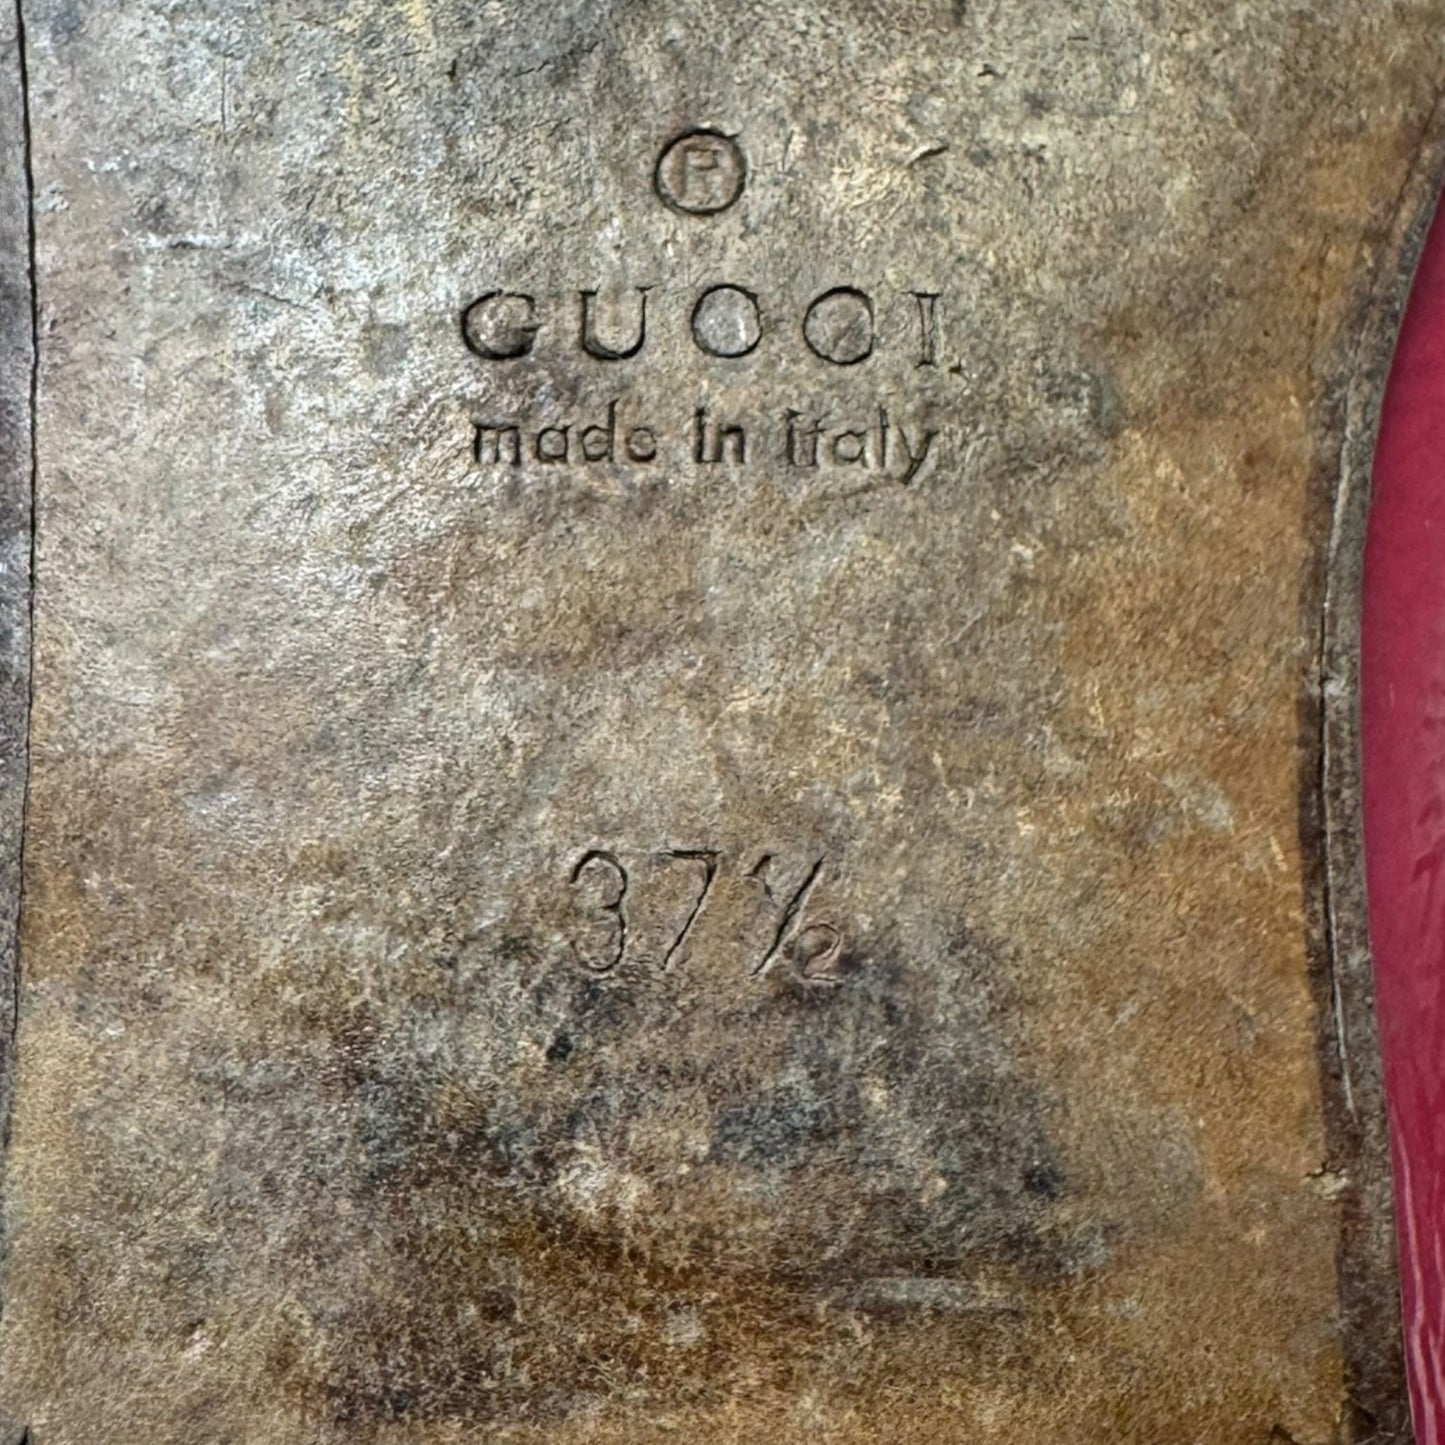 Ⓡ
GUCCI
made in italy
37½